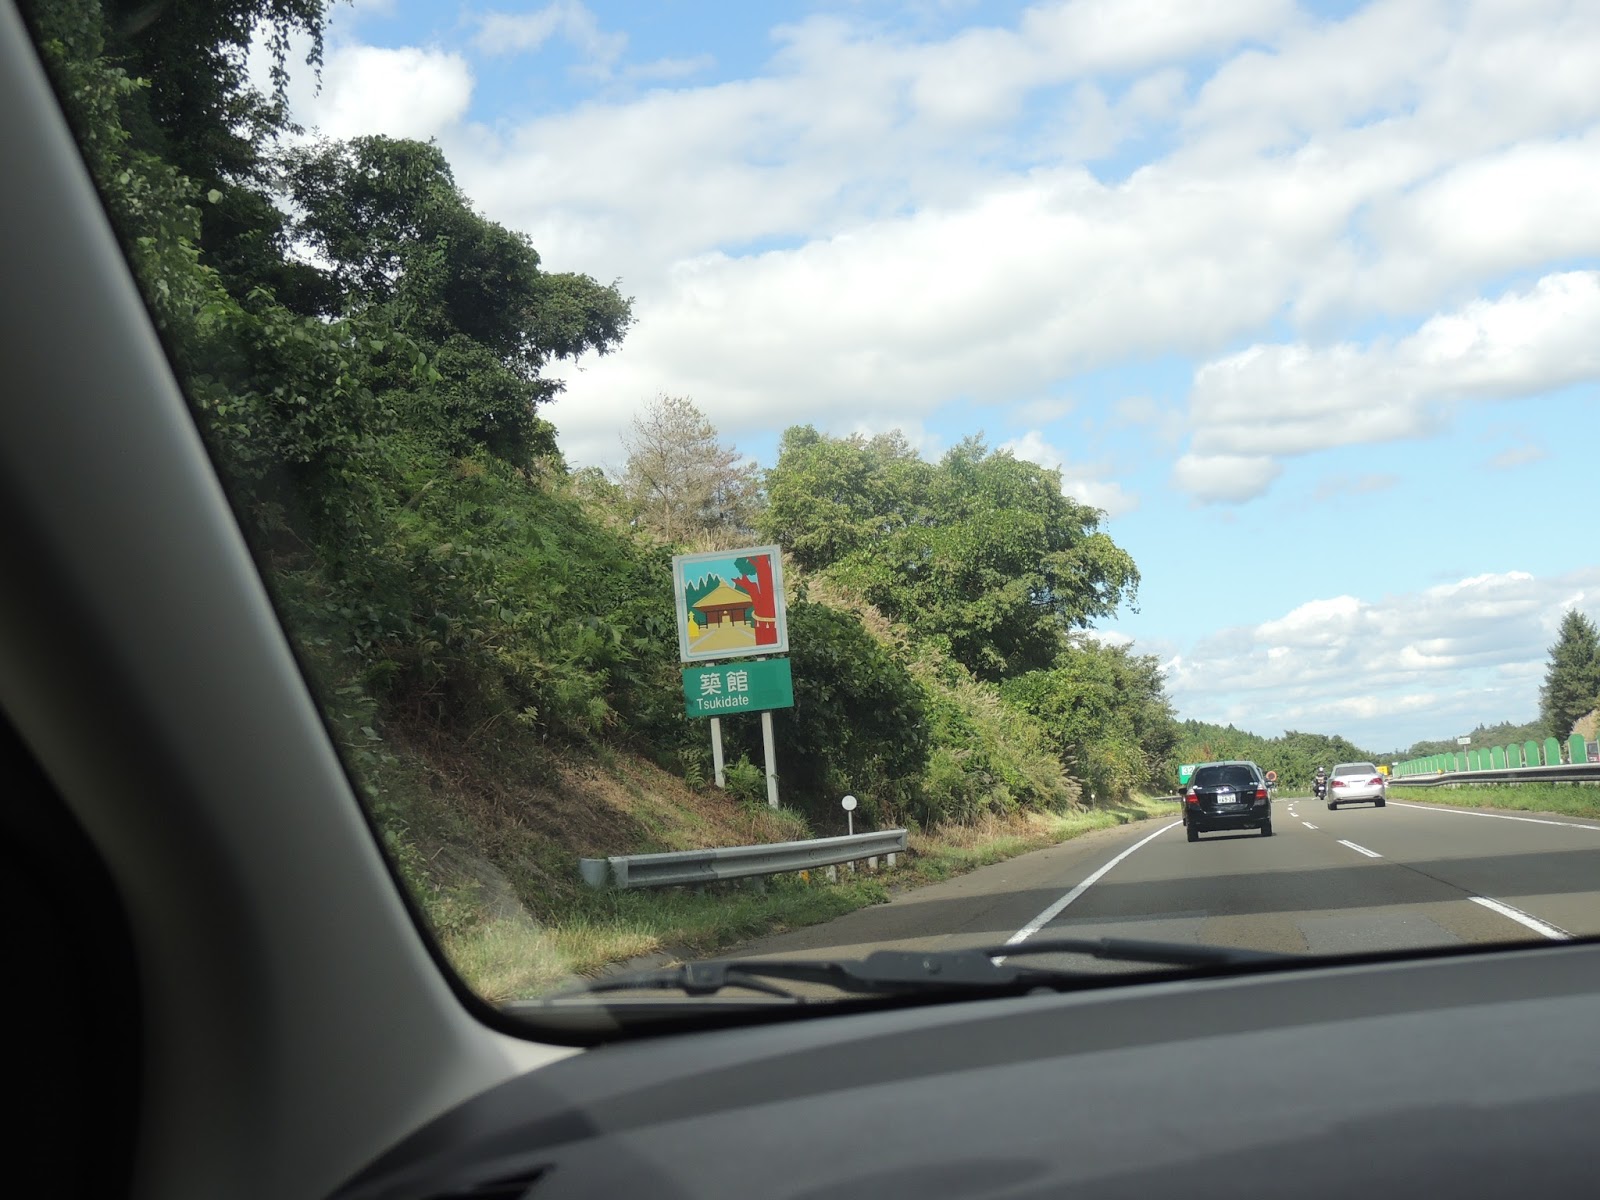 築館
Tsukidate